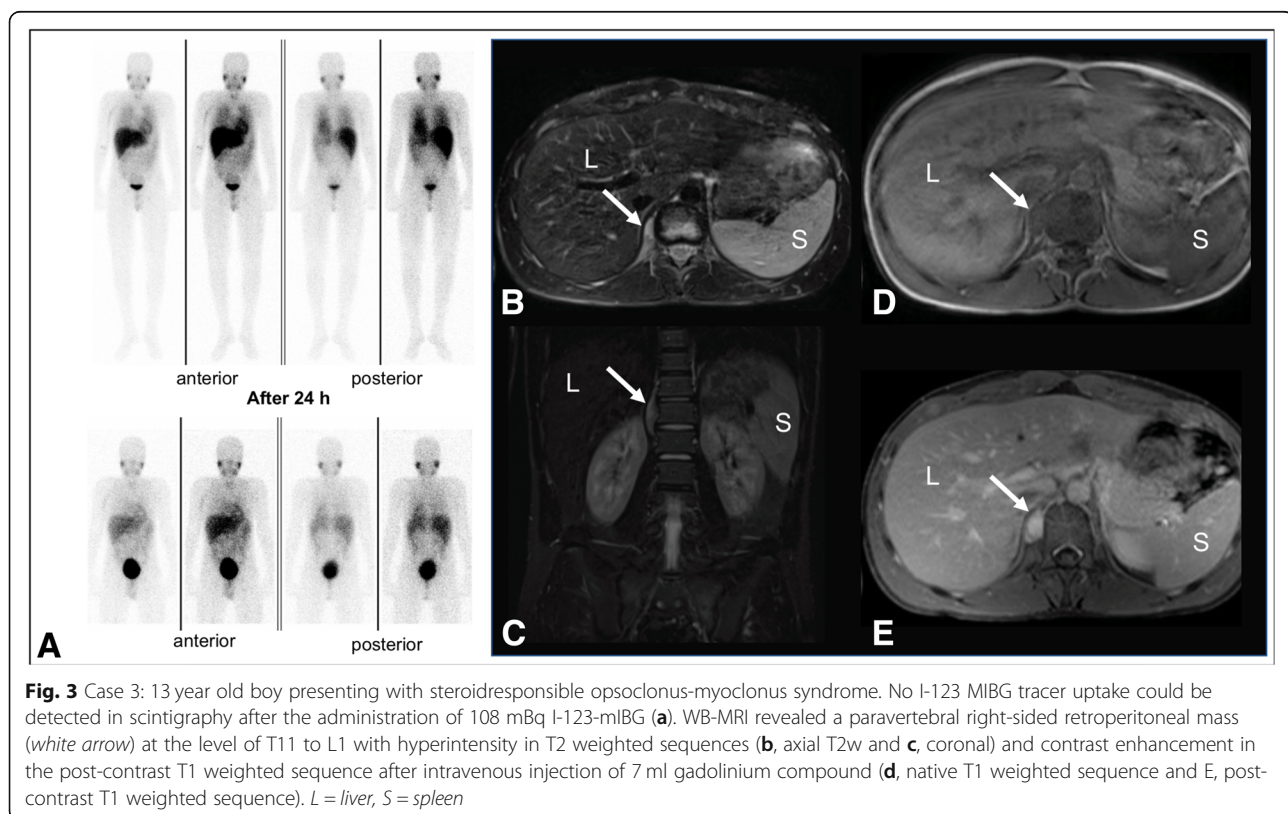 anterior
posterior
After 24 h
anterior
posterior
A
L
S
B
L
S
C
L
S
D
L
S
E
Fig. 3 Case 3: 13 year old boy presenting with steroidresponsible opsoclonus-myoclonus syndrome. No I-123 MIBG tracer uptake could be
detected in scintigraphy after the administration of 108 mBq I-123-mIBG (a). WB-MRI revealed a paravertebral right-sided retroperitoneal mass
(white arrow) at the level of T11 to L1 with hyperintensity in T2 weighted sequences (b, axial T2w and c, coronal) and contrast enhancement in
the post-contrast T1 weighted sequence after intravenous injection of 7 ml gadolinium compound (d, native T1 weighted sequence and E, post-
contrast T1 weighted sequence). L = liver, S = spleen